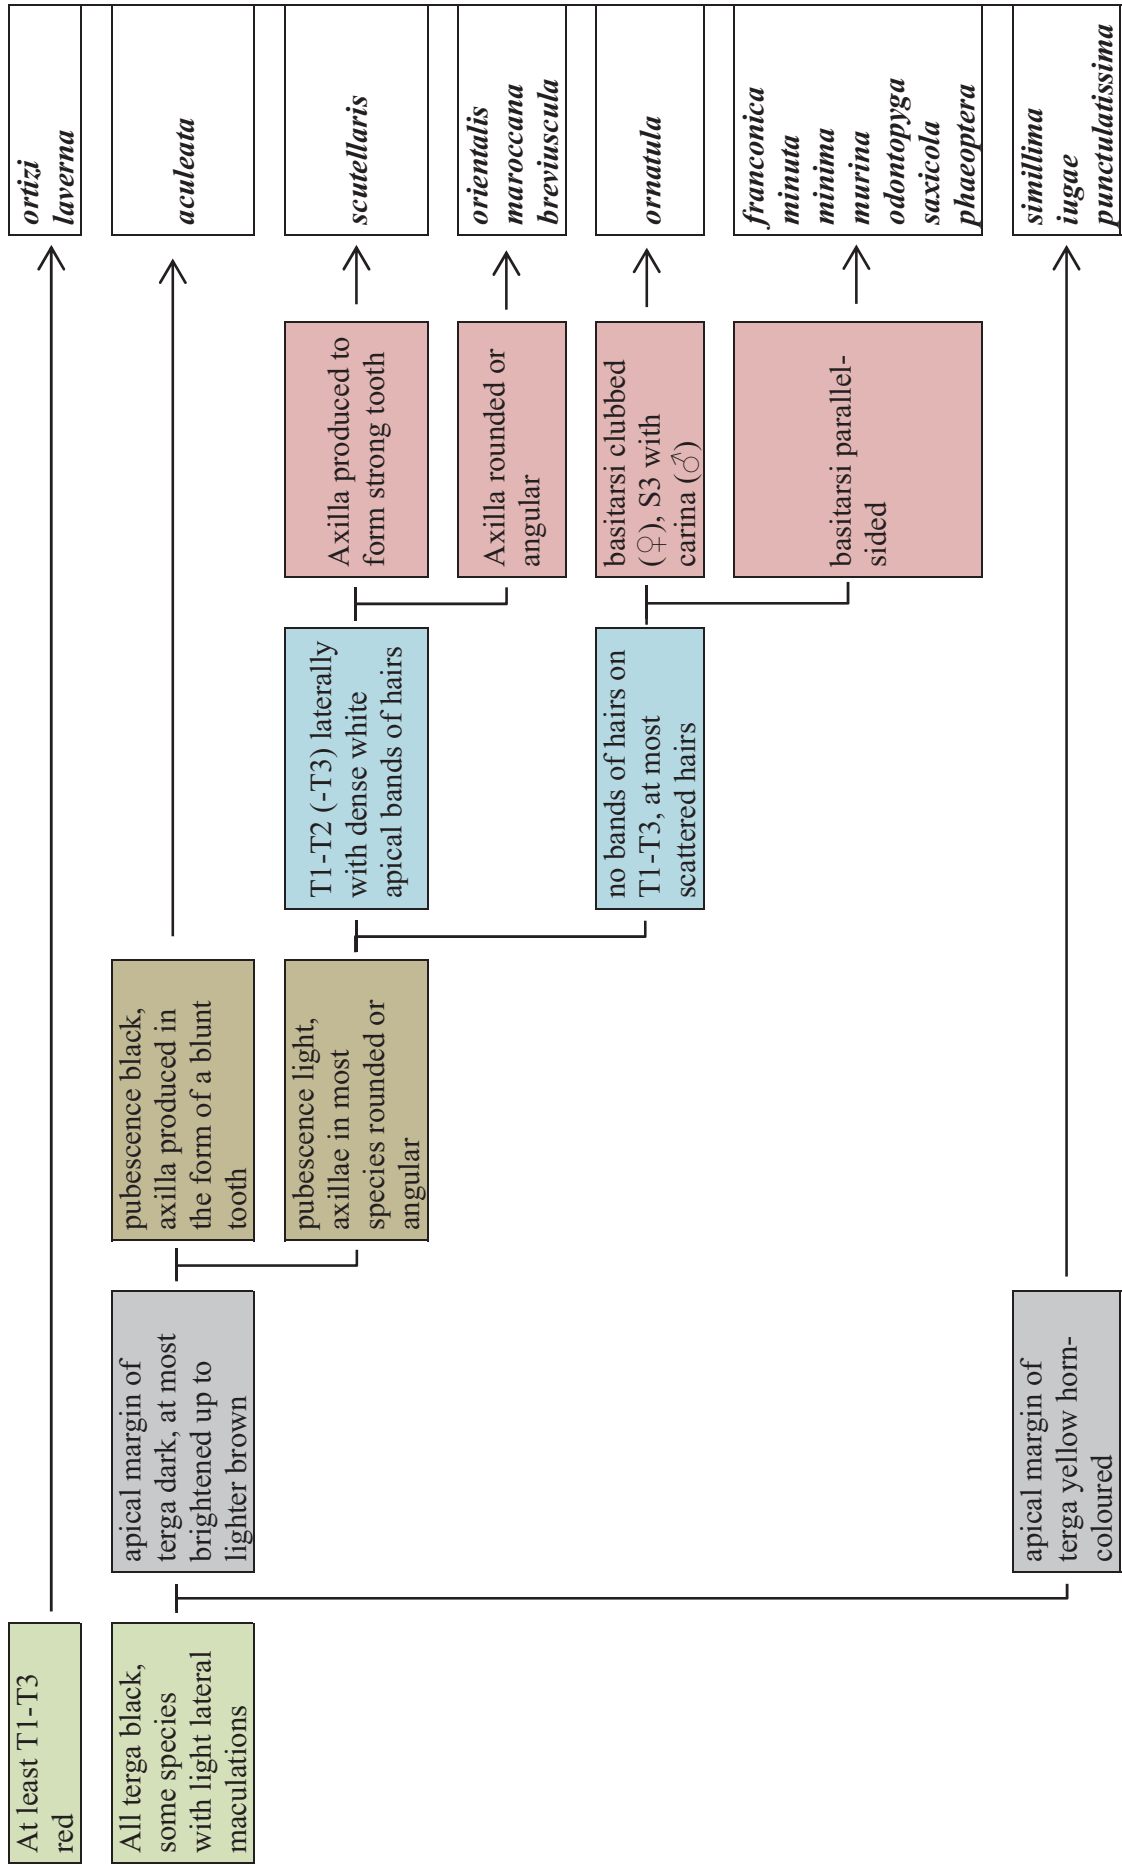 At least T1-T3
red
ortizi
laverna
All terga black,
some species
with light lateral
maculations
apical margin of
terga dark, at most
brightened up to
lighter brown
pubescence black,
axilla produced in
the form of a blunt
tooth
aculeata
pubescence light,
axillae in most
species rounded or
angular
T1-T2 (-T3) laterally
with dense white
apical bands of hairs
Axilla produced to
form strong tooth
scutellaris
Axilla rounded or
angular
orientalis
maroccana
breviuscula
no bands of hairs on
T1-T3, at most
scattered hairs
basitarsi clubbed
(♀), S3 with
carina (♂)
ornatula
basitarsi parallel-
sided
franconica
minuta
minima
murina
odontopyga
saxicola
phaeoptera
apical margin of
terga yellow horn-
coloured
simillima
iugae
punctulatissima